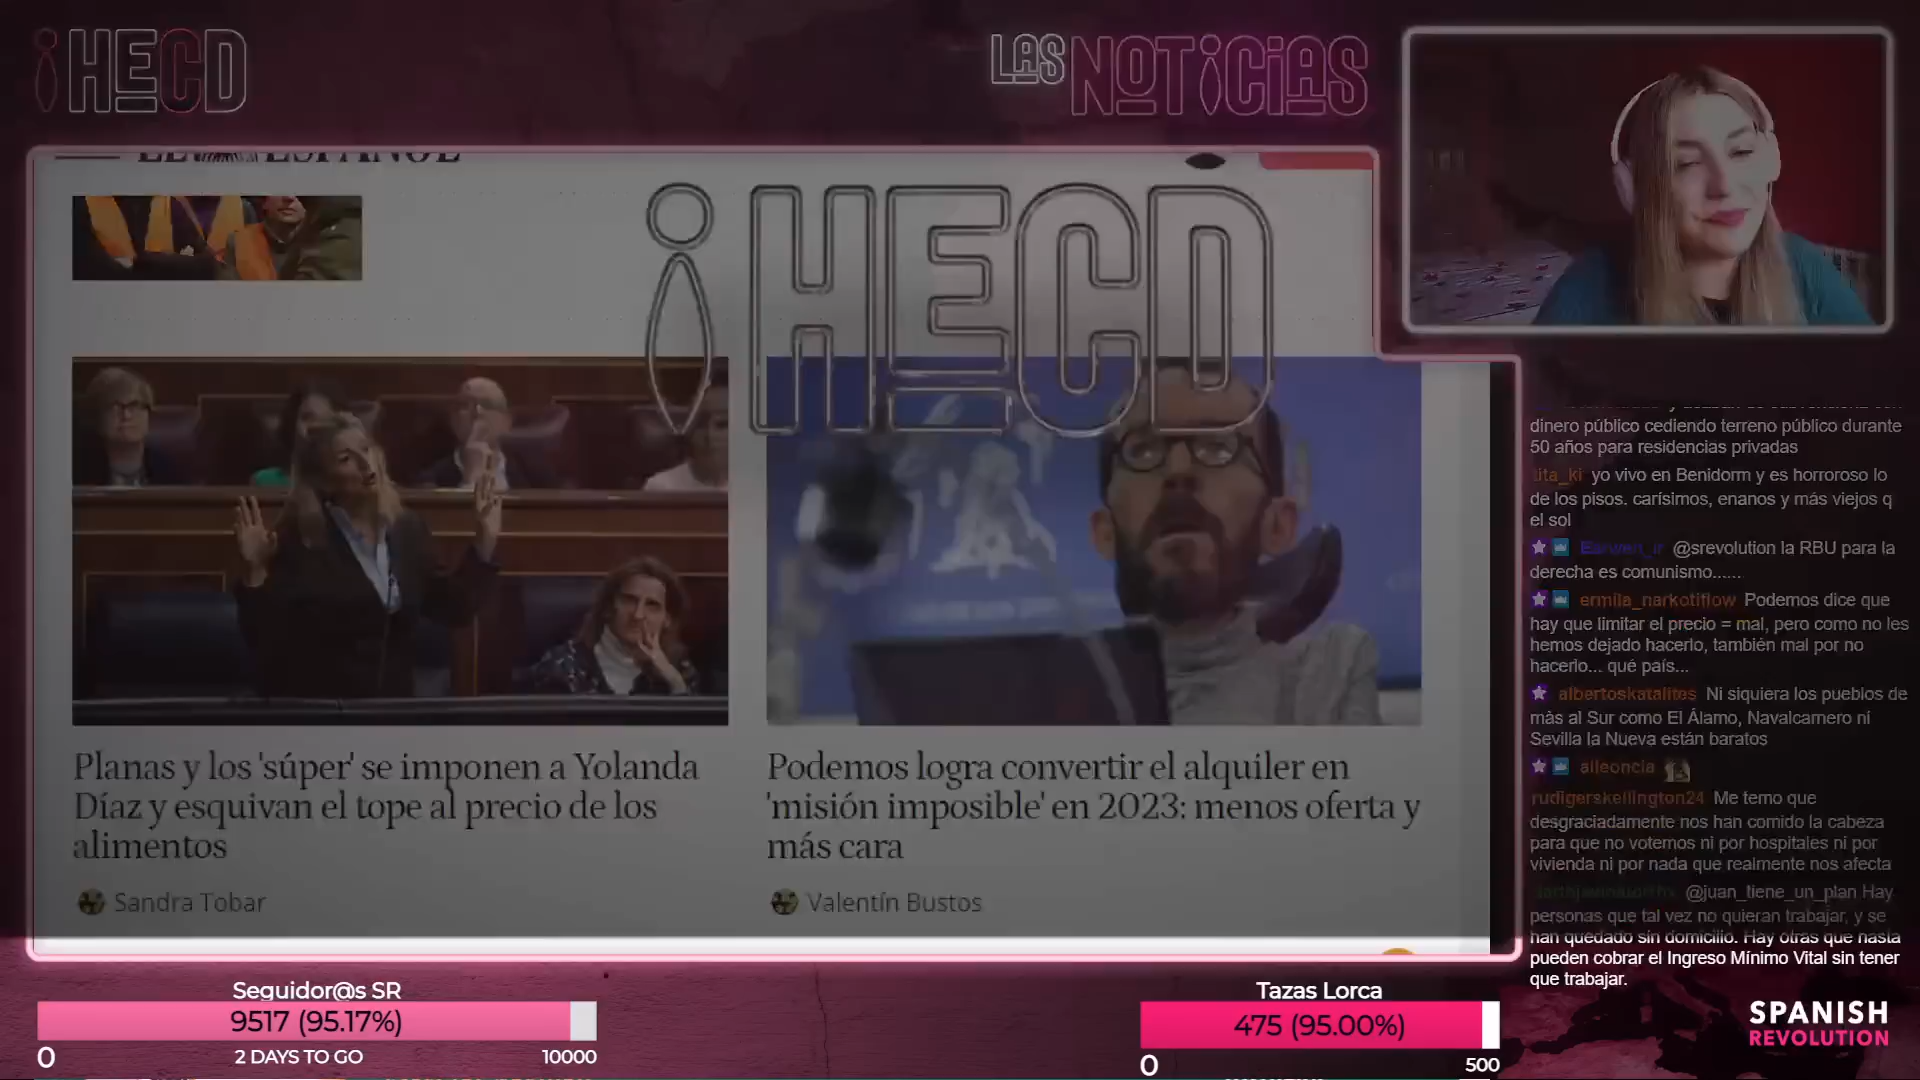 ¡HECD
LAS NOTICIAS
EL ESPAÑOL
¡HECD
Planas y los 'súper' se imponen a Yolanda
Díaz y esquivan el tope al precio de los
alimentos
Sandra Tobar
Podemos logra convertir el alquiler en
'misión imposible' en 2023: menos oferta y
más cara
Valentín Bustos
dinero público cediendo terreno público durante
50 años para residencias privadas
tita_ki yo vivo en Benidorm y es horroroso lo
de los pisos. carísimos, enanos y más viejos q
el sol
@srevolution la RBU para la
derecha es comunismo......
ermila_narkotiflow Podemos dice que
hay que limitar el precio = mal, pero como no les
hemos dejado hacerlo, también mal por no
hacerlo... qué país...
albertoskatalites Ni siquiera los pueblos de
más al Sur como El Álamo, Navalcarnero ni
Sevilla la Nueva están baratos
alleoncia
rudigerskellington24 Me temo que
desgraciadamente nos han comido la cabeza
para que no votemos ni por hospitales ni por
vivienda ni por nada que realmente nos afecta
@juan_tiene_un_plan Hay
personas que tal vez no quieran trabajar, y se
han quedado sin domicilio. Hay otras que hasta
pueden cobrar el Ingreso Mínimo Vital sin tener
que trabajar.
Seguidor@s SR
9517 (95.17%)
0 2 DAYS TO GO 10000
Tazas Lorca
475 (95.00%)
0 500
SPANISH
REVOLUTION